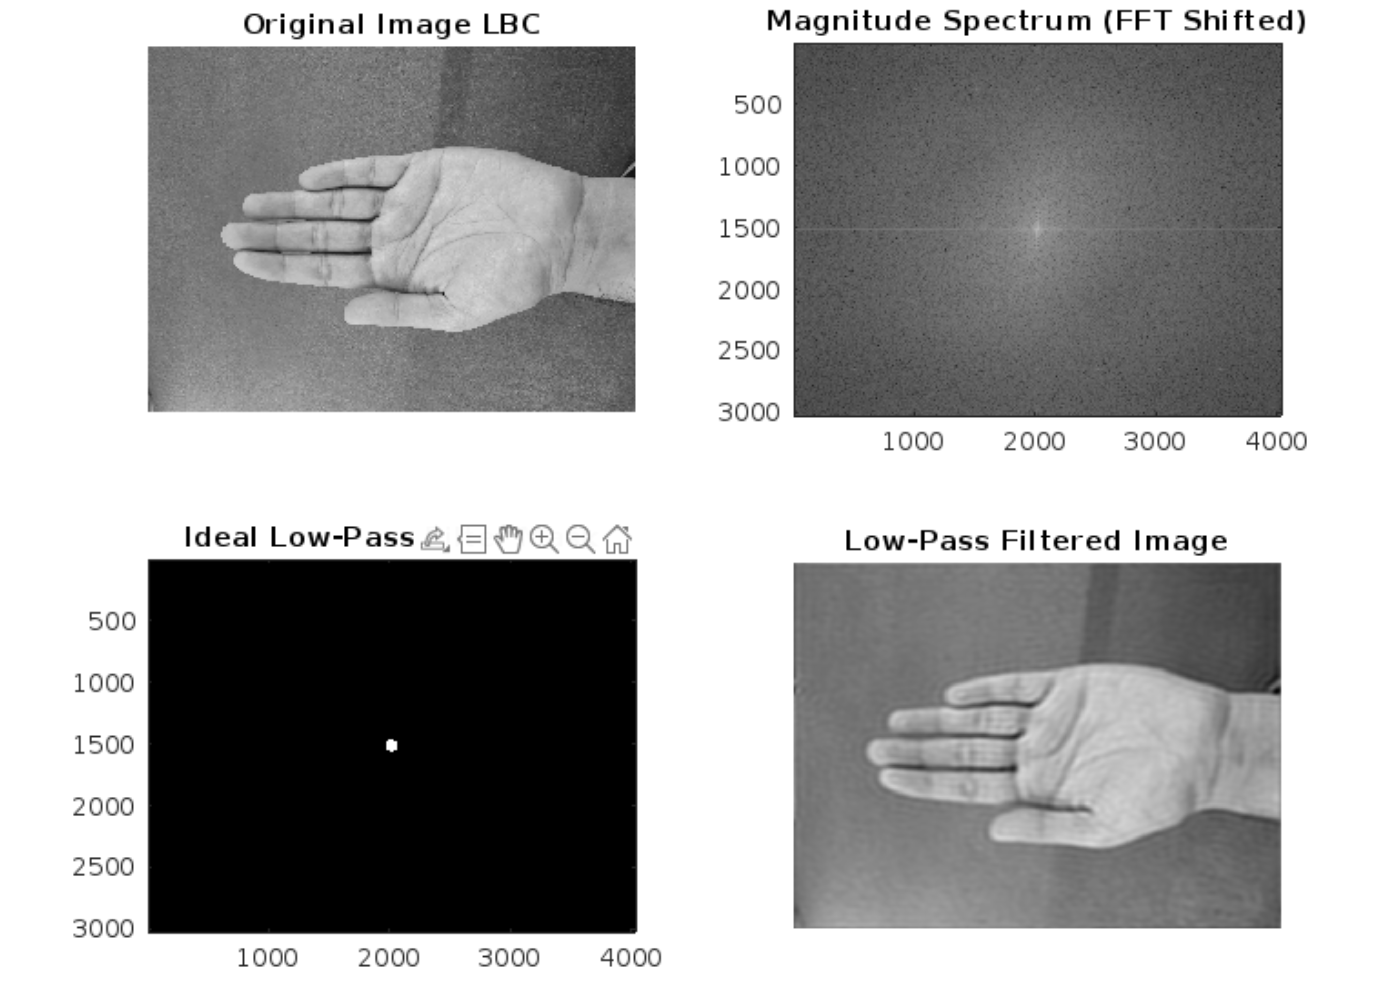 Original Image LBC
Magnitude Spectrum (FFT Shifted)
500
1000
1500
2000
2500
3000
1000 2000 3000 4000
Ideal Low-Pass
500
1000
1500
2000
2500
3000
1000 2000 3000 4000
Low-Pass Filtered Image